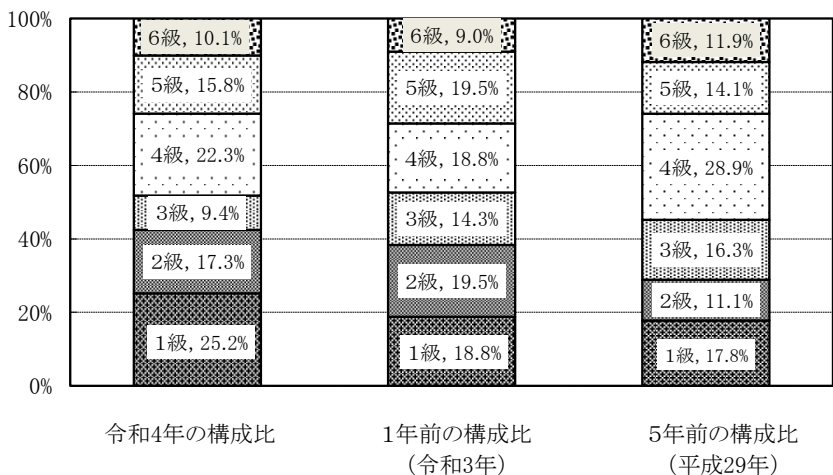 100%
80%
60%
40%
20%
0%
6級, 10.1%
5級, 15.8%
4級, 22.3%
3級, 9.4%
2級, 17.3%
1級, 25.2%
6級, 9.0%
5級, 19.5%
4級, 18.8%
3級, 14.3%
2級, 19.5%
1級, 18.8%
6級, 11.9%
5級, 14.1%
4級, 28.9%
3級, 16.3%
2級, 11.1%
1級, 17.8%
令和4年の構成比
1年前の構成比
(令和3年)
5年前の構成比
(平成29年)